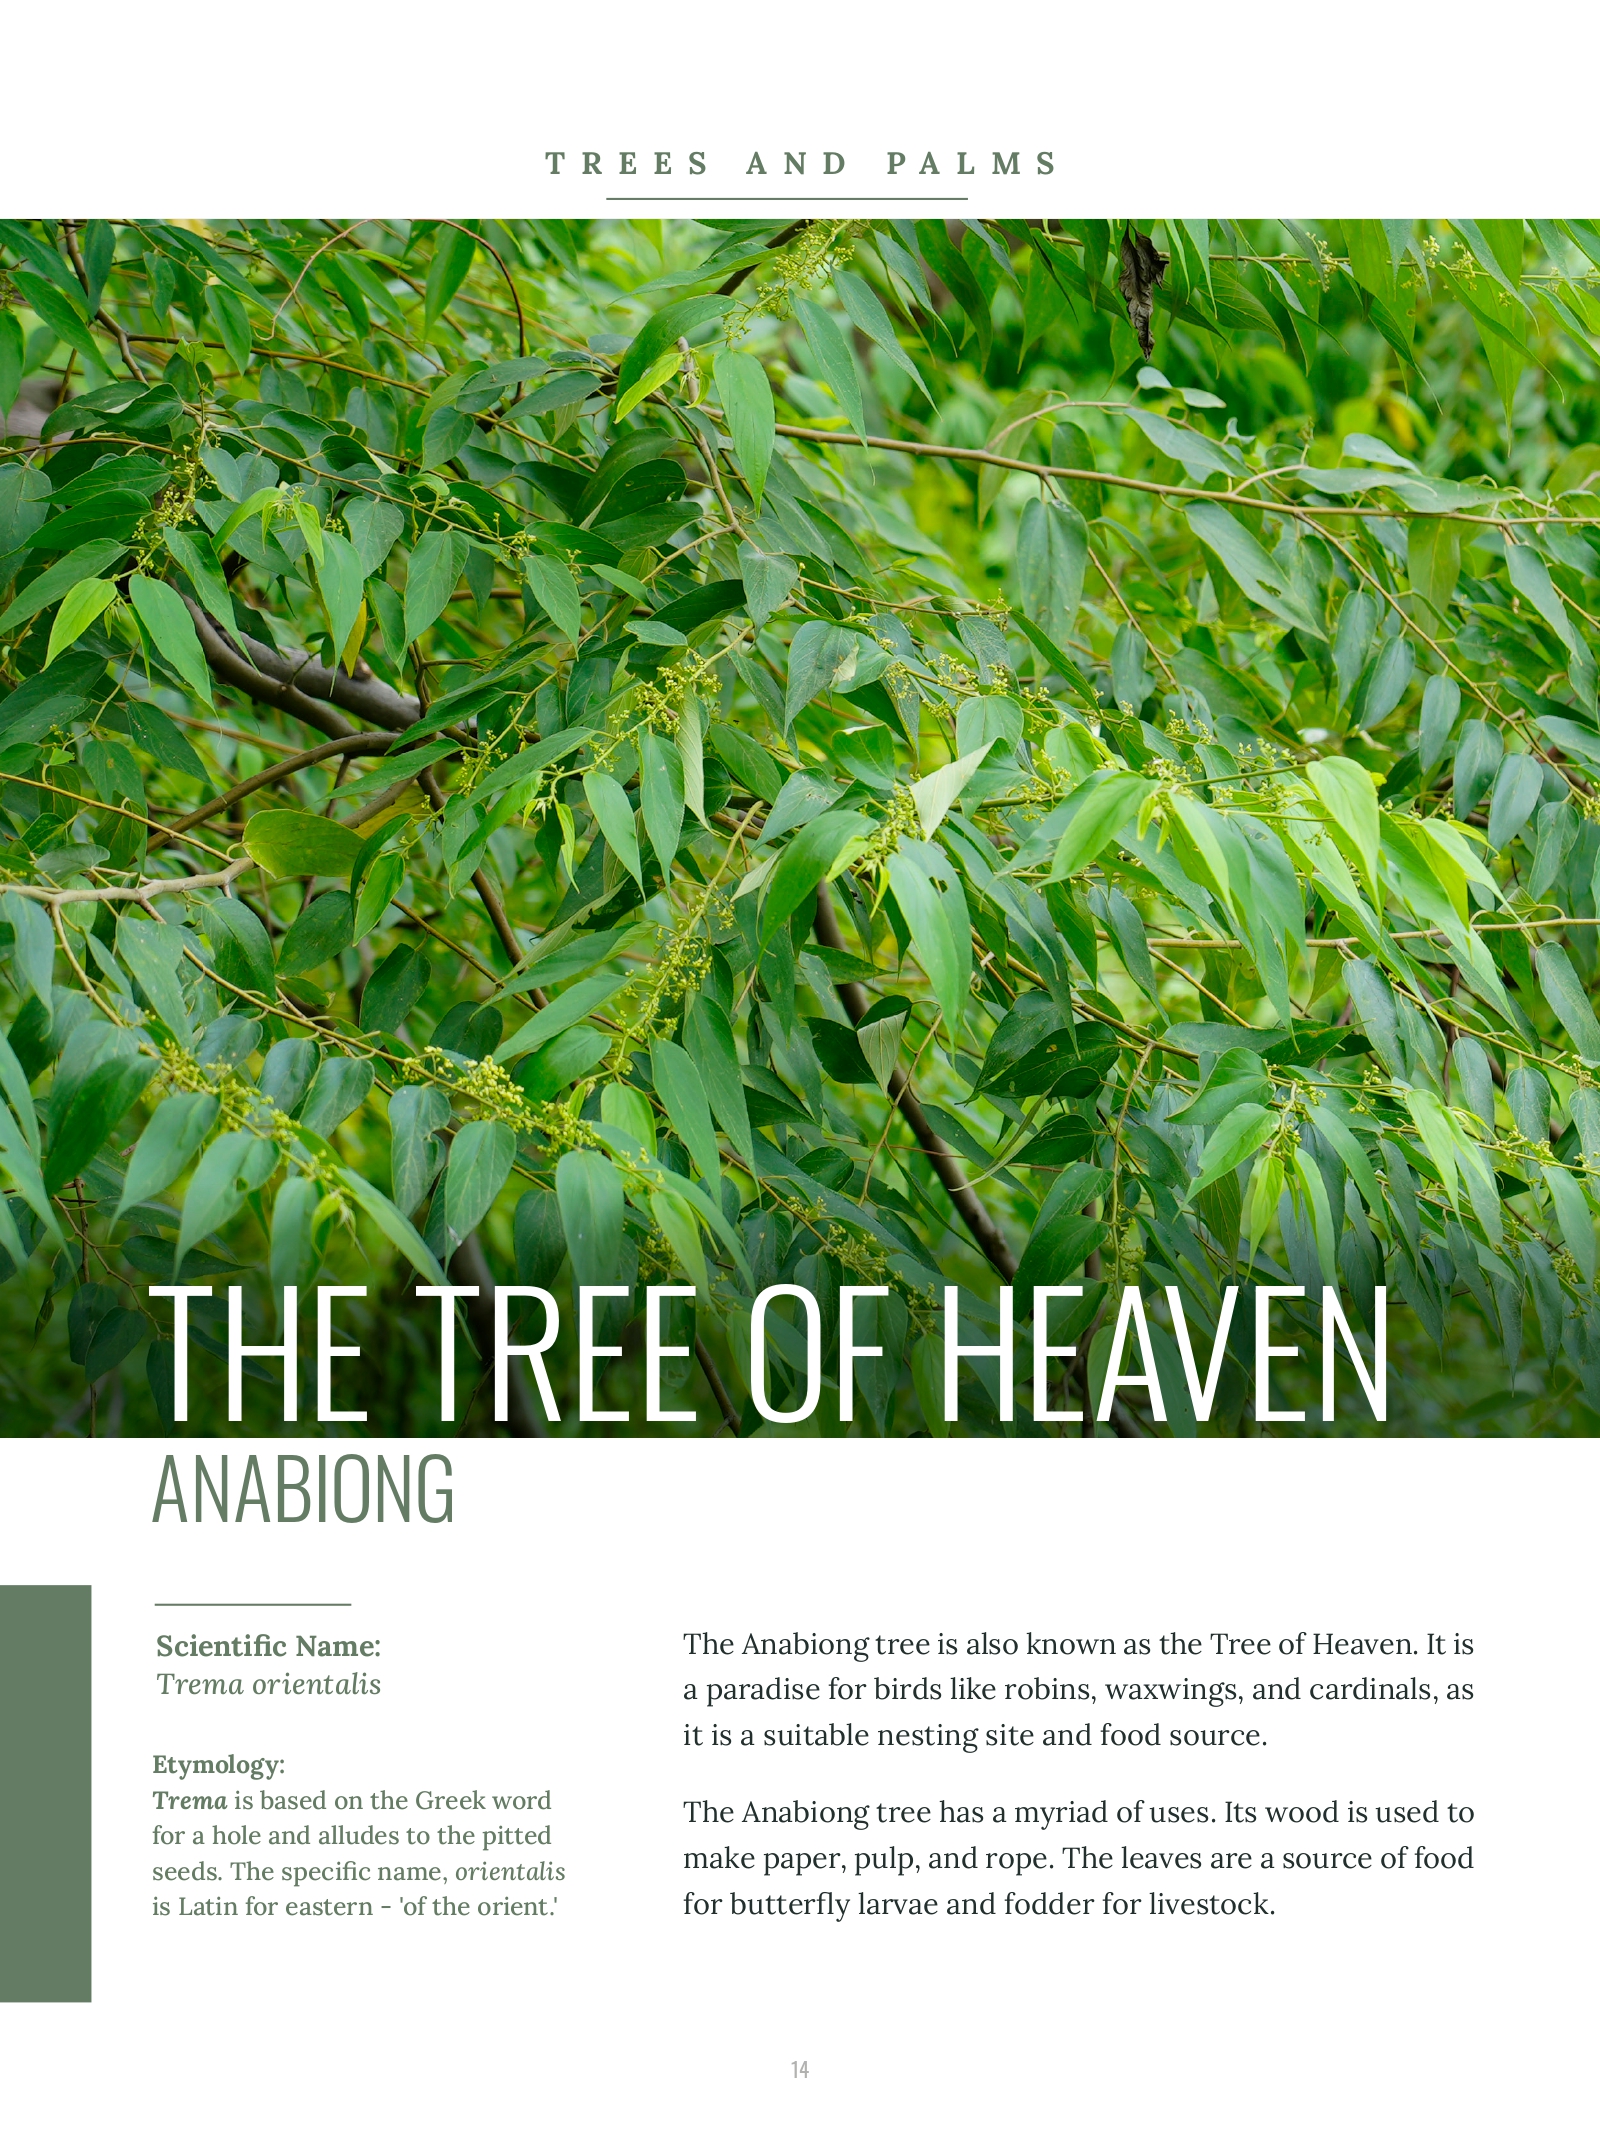 TREES AND PALMS
THE TREE OF HEAVEN
ANABIONG
Scientific Name:
Trema orientalis
Etymology:
Trema is based on the Greek word
for a hole and alludes to the pitted
seeds. The specific name, orientalis
is Latin for eastern - 'of the orient.'
The Anabiong tree is also known as the Tree of Heaven. It is
a paradise for birds like robins, waxwings, and cardinals, as
it is a suitable nesting site and food source.
The Anabiong tree has a myriad of uses. Its wood is used to
make paper, pulp, and rope. The leaves are a source of food
for butterfly larvae and fodder for livestock.
14